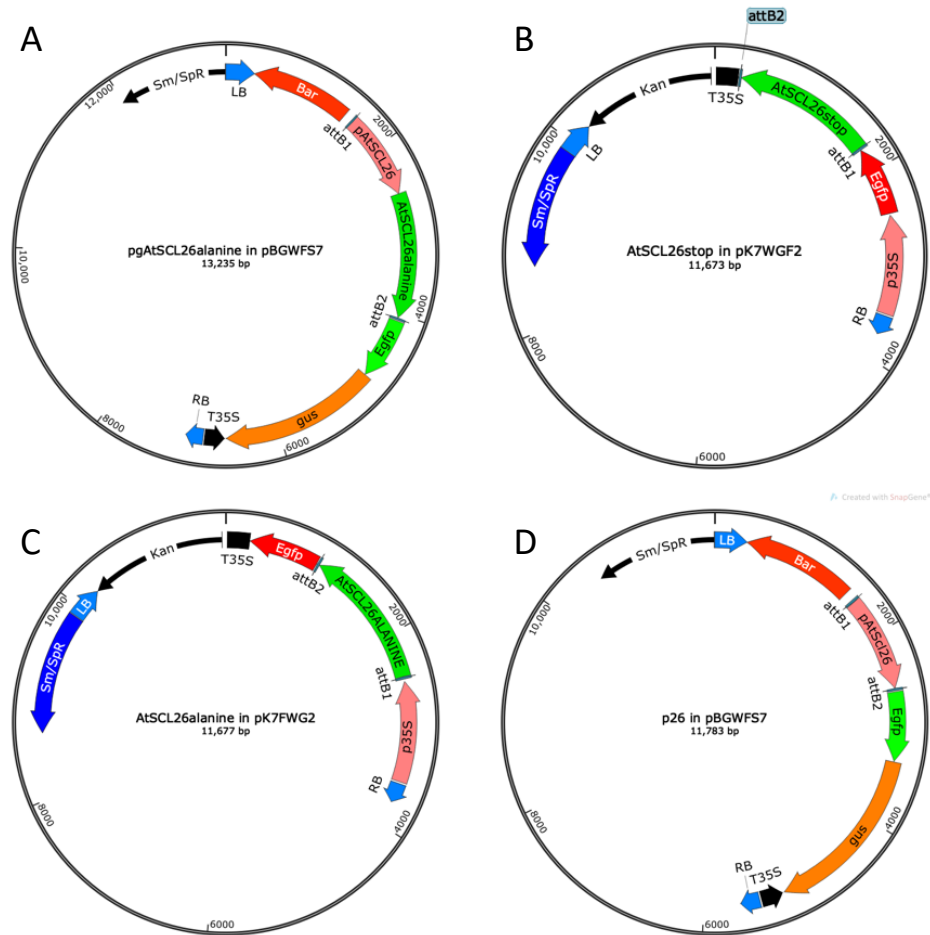 A
Sm/SpR
LB
Bar
attB1
pAtSCL26
AtSCL26alanine
attB2
Egfp
gus
T35S
RB
2000
4000
6000
8000
10,000
12,000
pgAtSCL26alanine in pBGWFS7
13,235 bp
B
attB2
T35S
Kan
LB
Sm/SpR
AtSCL26stop
attB1
Egfp
p35S
RB
2000
4000
6000
8000
10,000
AtSCL26stop in pK7WGF2
11,673 bp
Created with SnapGene®
C
T35S
Kan
LB
Sm/SpR
Egfp
attB2
AtSCL26ALANINE
attB1
p35S
RB
2000
4000
6000
8000
10,000
AtSCL26alanine in pK7FWG2
11,677 bp
D
Sm/SpR
LB
Bar
attB1
pAtScl26
attB2
Egfp
gus
T35S
RB
2000
4000
6000
8000
10,000
p26 in pBGWFS7
11,783 bp